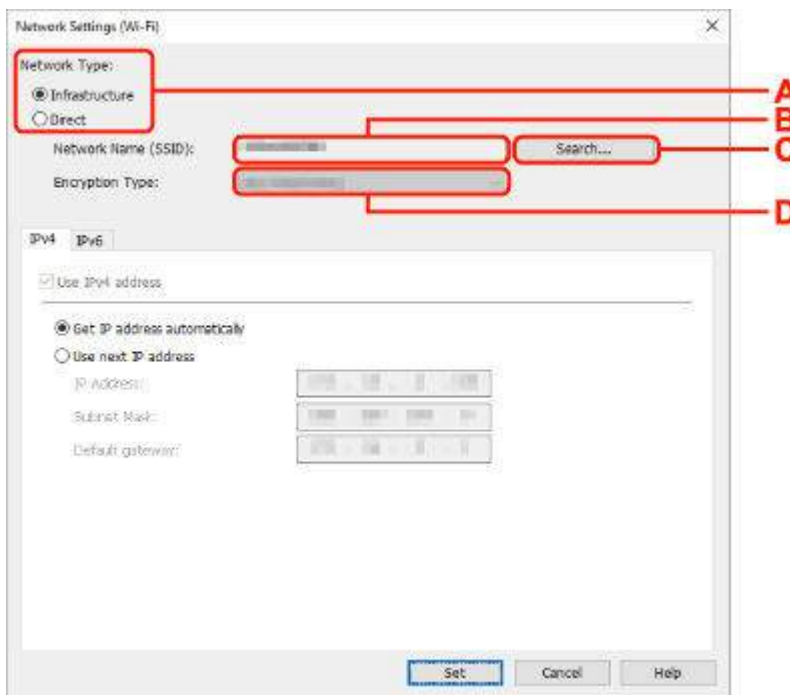 Network Settings (Wi-Fi)
Network Type:
Infrastructure
A
Direct
B
Network Name (SSID):
Search...
C
Encryption Type:
D
IPv4 IPv6
Use IPv4 address
Get IP address automatically
Use next IP address
IP Address:
Subnet Mask:
Default gateway:
Set Cancel Help